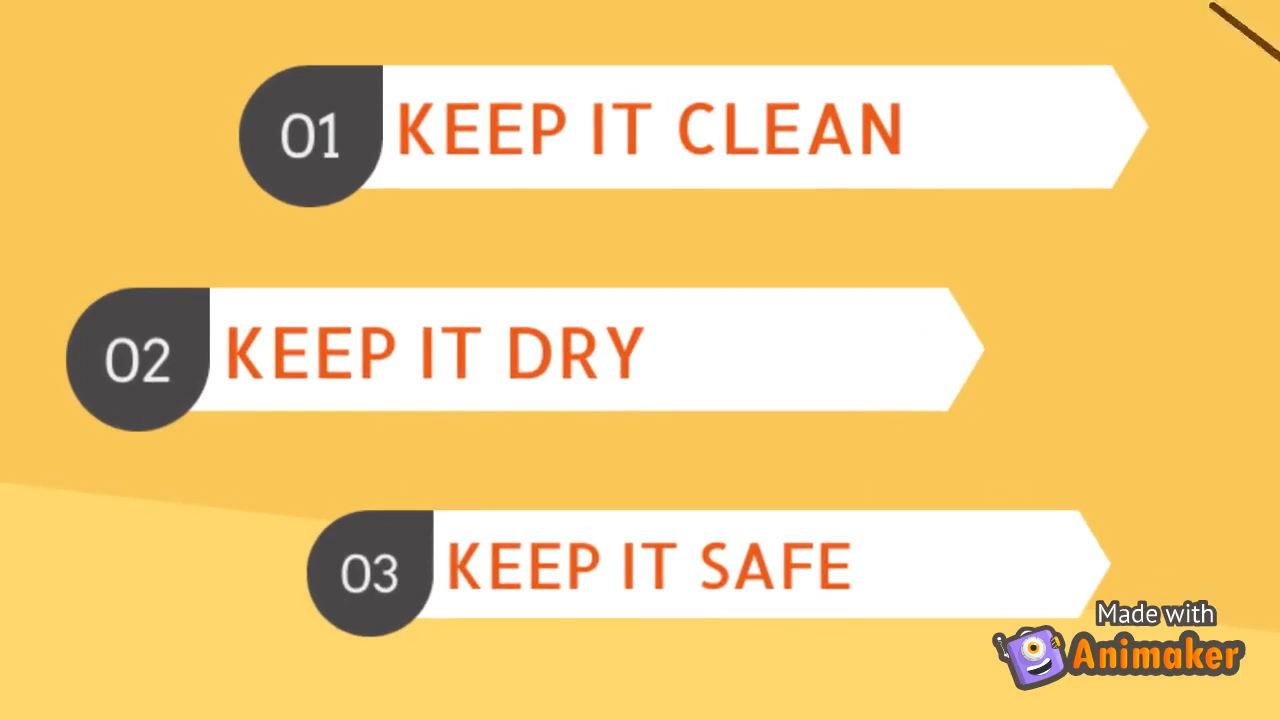 01 KEEP IT CLEAN
02 KEEP IT DRY
03 KEEP IT SAFE
Made with
Animaker